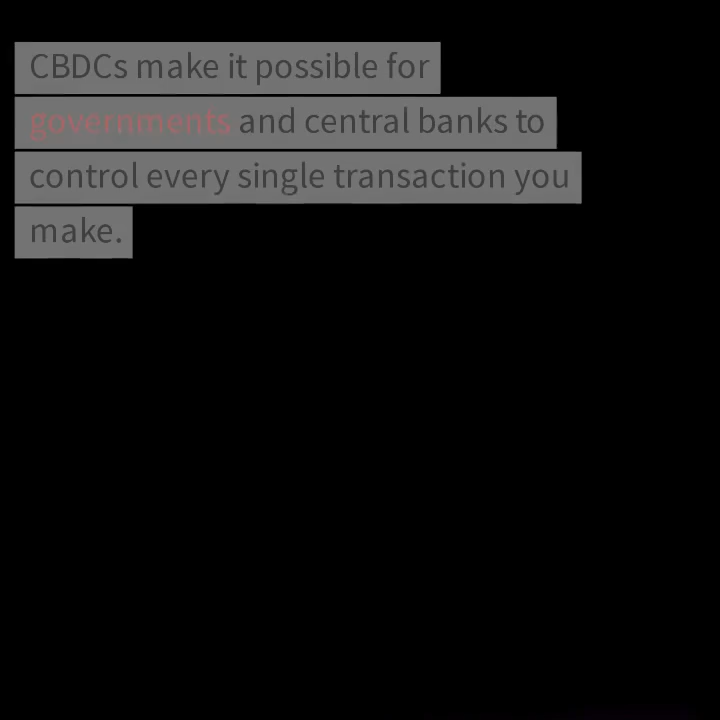 CBDCs make it possible for
governments and central banks to
control every single transaction you
make.